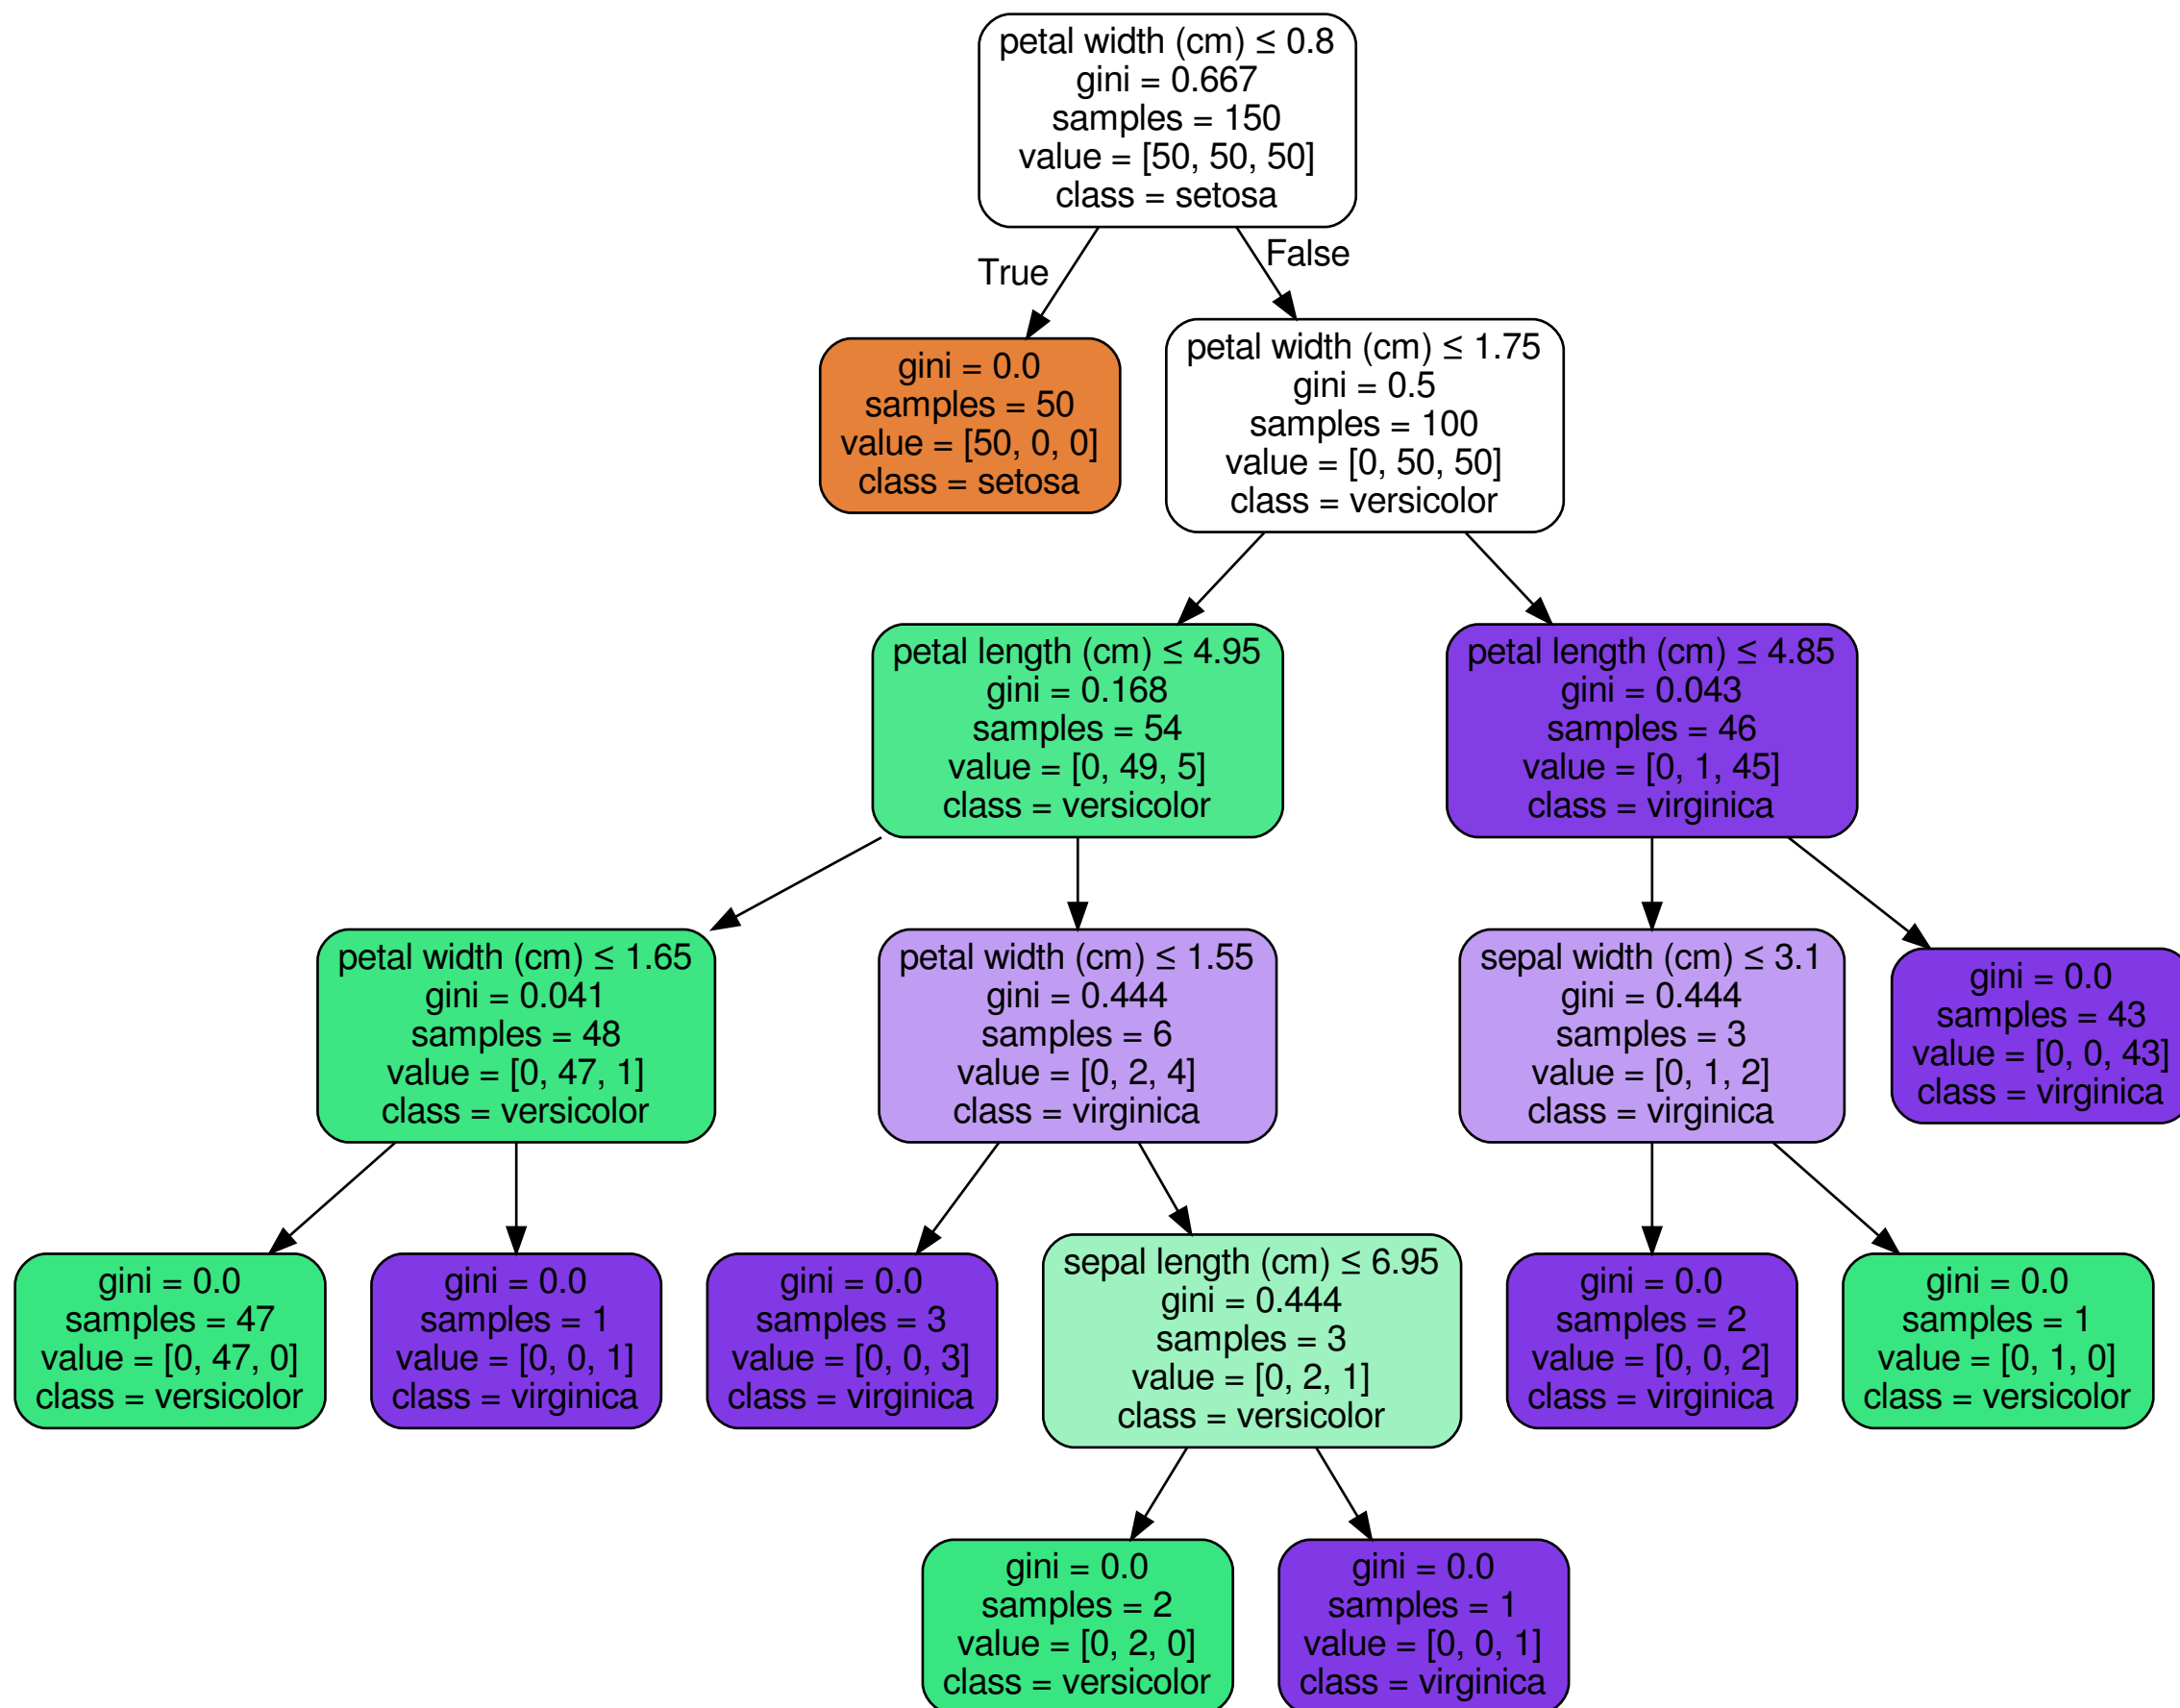 petal width (cm) ≤ 0.8
gini = 0.667
samples = 150
value = [50, 50, 50]
class = setosa
True
False
gini = 0.0
samples = 50
value = [50, 0, 0]
class = setosa
petal width (cm) ≤ 1.75
gini = 0.5
samples = 100
value = [0, 50, 50]
class = versicolor
petal length (cm) ≤ 4.95
gini = 0.168
samples = 54
value = [0, 49, 5]
class = versicolor
petal length (cm) ≤ 4.85
gini = 0.043
samples = 46
value = [0, 1, 45]
class = virginica
petal width (cm) ≤ 1.65
gini = 0.041
samples = 48
value = [0, 47, 1]
class = versicolor
petal width (cm) ≤ 1.55
gini = 0.444
samples = 6
value = [0, 2, 4]
class = virginica
sepal width (cm) ≤ 3.1
gini = 0.444
samples = 3
value = [0, 1, 2]
class = virginica
gini = 0.0
samples = 43
value = [0, 0, 43]
class = virginica
gini = 0.0
samples = 47
value = [0, 47, 0]
class = versicolor
gini = 0.0
samples = 1
value = [0, 0, 1]
class = virginica
gini = 0.0
samples = 3
value = [0, 0, 3]
class = virginica
sepal length (cm) ≤ 6.95
gini = 0.444
samples = 3
value = [0, 2, 1]
class = versicolor
gini = 0.0
samples = 2
value = [0, 0, 2]
class = virginica
gini = 0.0
samples = 1
value = [0, 1, 0]
class = versicolor
gini = 0.0
samples = 2
value = [0, 2, 0]
class = versicolor
gini = 0.0
samples = 1
value = [0, 0, 1]
class = virginica